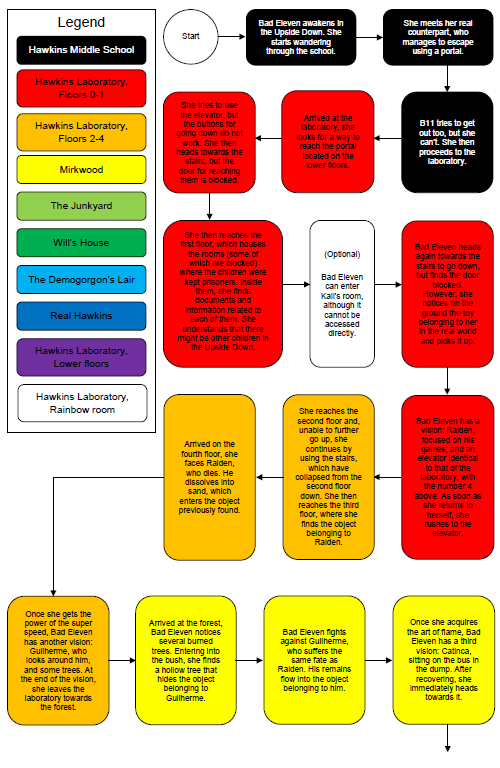 Legend
Hawkins Middle School
Hawkins Laboratory,
Floors 0-1
Hawkins Laboratory,
Floors 2-4
Mirkwood
The Junkyard
Will's House
The Demogorgon's Lair
Real Hawkins
Hawkins Laboratory,
Lower floors
Hawkins Laboratory,
Rainbow room
Start
Bad Eleven awakens in
the Upside Down. She
starts wandering
through the school.
She meets her real
counterpart, who
manages to escape
using a portal.
B11 tries to get
out too, but she
can't. She then
proceeds to the
laboratory.
Arrived at the
laboratory, she
looks for a way to
reach the portal
located on the
lower floors.
She tries to use
the elevator, but
the buttons for
going down do not
work. She then
heads towards the
stairs, but the
door for reaching
them is blocked.
She then reaches the
first floor, which houses
the rooms (some of
which are blocked)
where the children were
kept prisoners. Inside
them, she finds
documents and
information related to
each of them. She
understands that there
might be other children in
the Upside Down.
(Optional)
Bad Eleven
can enter
Kali's room,
although it
cannot be
accessed
directly.
Bad Eleven heads
again towards the
stairs to go down,
but finds the door
blocked.
However, she
notices on the
ground the toy
belonging to her
in the real world
and picks it up.
Bad Eleven has a
vision: Raiden,
focused on his
games, and an
elevator identical
to that of the
laboratory, with
the number 4
above. As soon as
she returns to
herself, she
rushes to the
elevator.
She reaches the
second floor and,
unable to further
go up, she
continues by
using the stairs,
which have
collapsed from the
second floor
down. She then
reaches the third
floor, where she
finds the object
belonging to
Raiden.
Arrived on the
fourth floor, she
faces Raiden,
who dies. He
dissolves into
sand, which
enters the object
previously found.
Once she gets the
power of the super
speed, Bad Eleven
has another vision:
Guilherme, who
looks around him,
and some trees. At
the end of the vision,
she leaves the
laboratory towards
the forest.
Arrived at the forest,
Bad Eleven notices
several burned
trees. Entering into
the bush, she finds
a hollow tree that
hides the object
belonging to
Guilherme.
Bad Eleven fights
against Guilherme,
who suffers the
same fate as
Raiden. His remains
flow into the object
belonging to him.
Once she acquires
the art of flame, Bad
Eleven has a third
vision: Catinca,
sitting on the bus in
the dump. After
recovering, she
immediately heads
towards it.